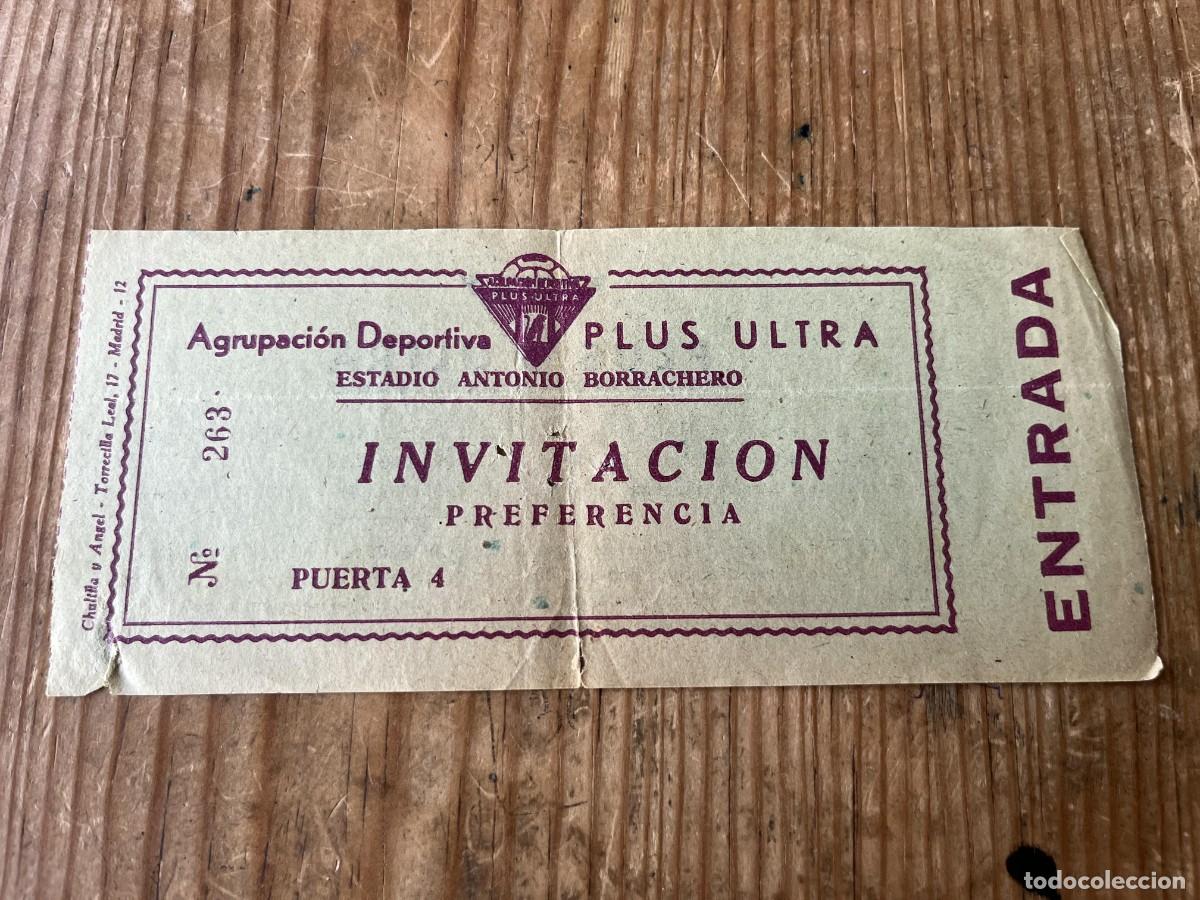 PLUS-ULTRA
Agrupación Deportiva PLUS ULTRA
ESTADIO ANTONIO BORRACHERO
INVITACION
PREFERENCIA
PUERTA 4
Nº 263
ENTRADA
Chulilla y Angel - Torrecilla Leal, 17 - Madrid - 12
todocoleccion